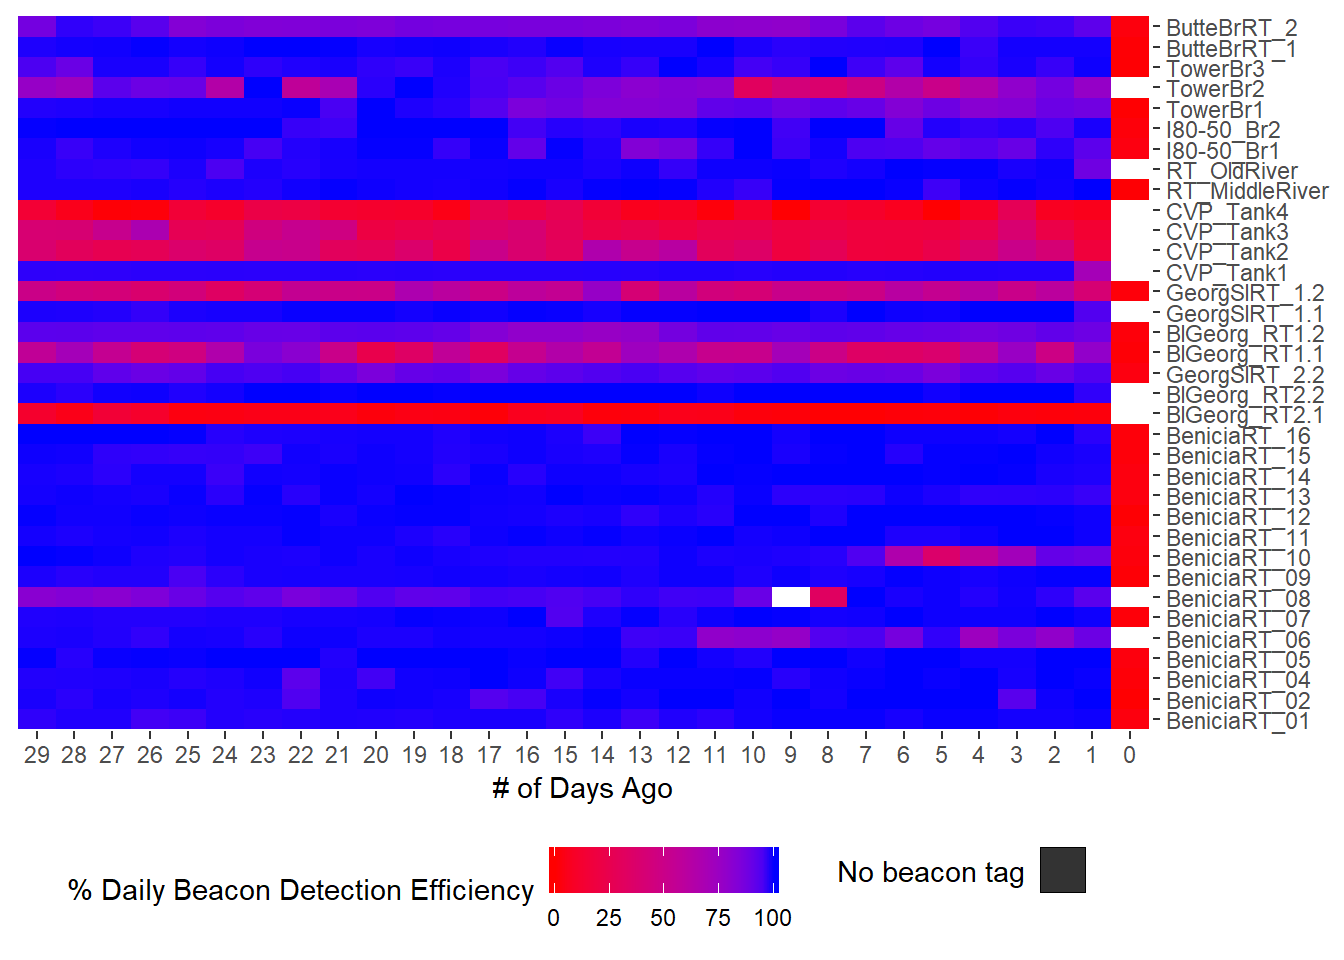 ButteBrRT_2
ButteBrRT_1
TowerBr3
TowerBr2
TowerBr1
I80-50_Br2
I80-50_Br1
RT_OldRiver
RT_MiddleRiver
CVP_Tank4
CVP_Tank3
CVP_Tank2
CVP_Tank1
GeorgSlRT_1.2
GeorgSlRT_1.1
BlGeorg_RT1.2
BlGeorg_RT1.1
GeorgSlRT_2.2
BlGeorg_RT2.2
BlGeorg_RT2.1
BeniciaRT_16
BeniciaRT_15
BeniciaRT_14
BeniciaRT_13
BeniciaRT_12
BeniciaRT_11
BeniciaRT_10
BeniciaRT_09
BeniciaRT_08
BeniciaRT_07
BeniciaRT_06
BeniciaRT_05
BeniciaRT_04
BeniciaRT_02
BeniciaRT_01
29 28 27 26 25 24 23 22 21 20 19 18 17 16 15 14 13 12 11 10 9 8 7 6 5 4 3 2 1 0
# of Days Ago
% Daily Beacon Detection Efficiency
0 25 50 75 100
No beacon tag